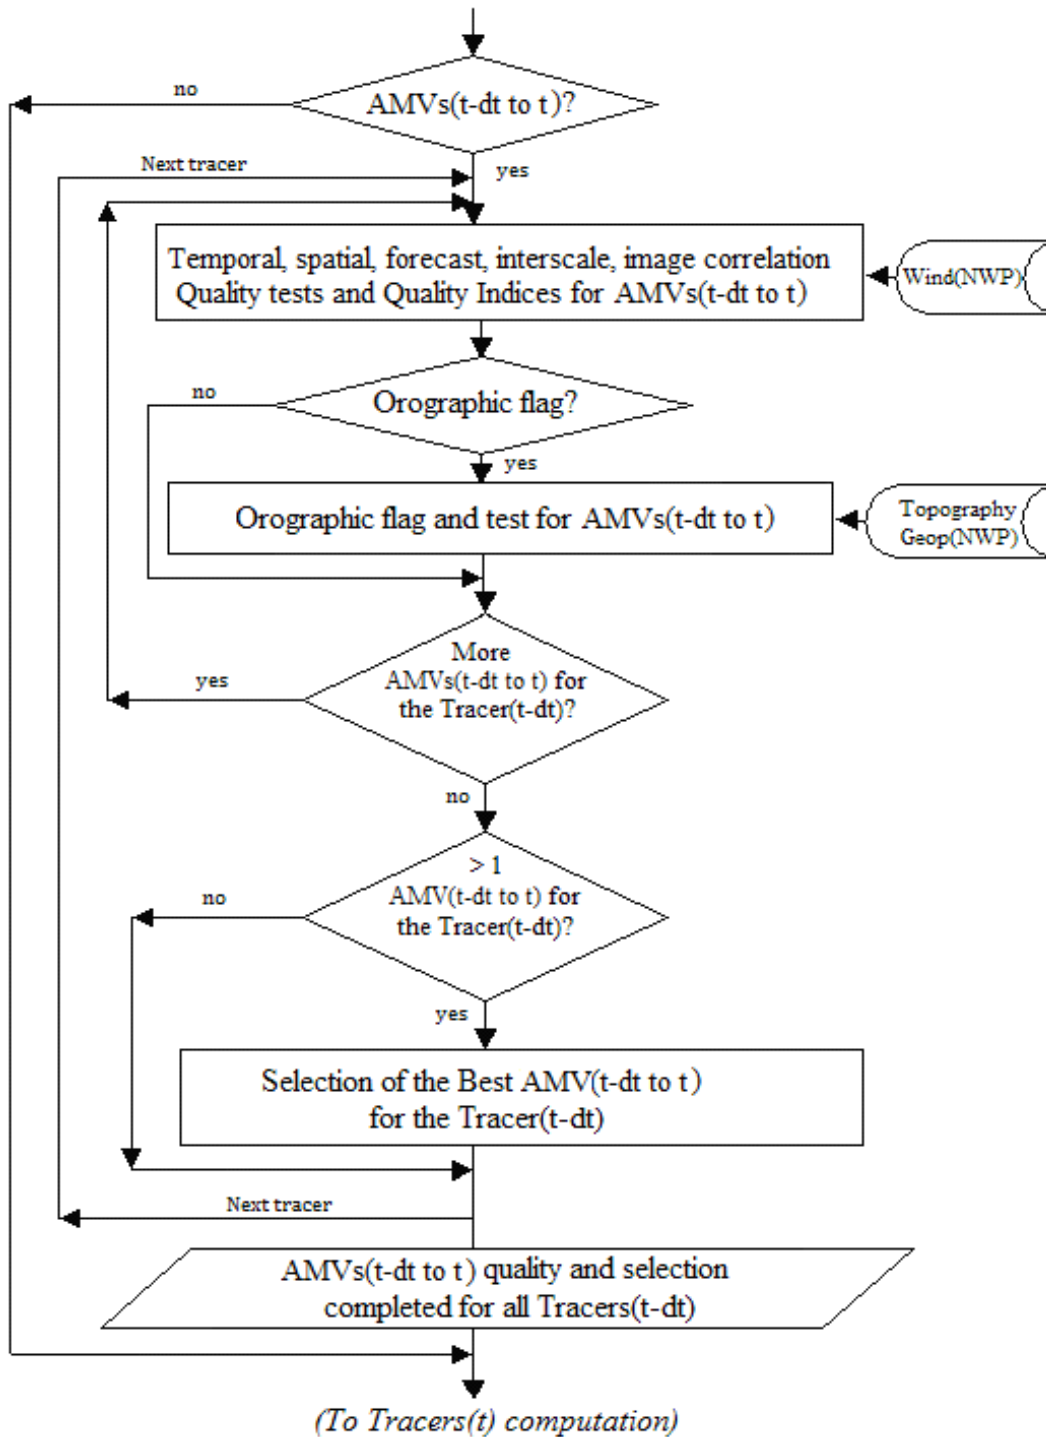 AMVs(t-dt to t)?
no
yes
Next tracer
Temporal, spatial, forecast, interscale, image correlation
Quality tests and Quality Indices for AMVs(t-dt to t)
Wind(NWP)
Orographic flag?
no
yes
Orographic flag and test for AMVs(t-dt to t)
Topography
Geop(NWP)
More
AMVs(t-dt to t) for
the Tracer(t-dt)?
yes
no
> 1
AMV(t-dt to t) for
the Tracer(t-dt)?
no
yes
Selection of the Best AMV(t-dt to t)
for the Tracer(t-dt)
Next tracer
AMVs(t-dt to t) quality and selection
completed for all Tracers(t-dt)
(To Tracers(t) computation)